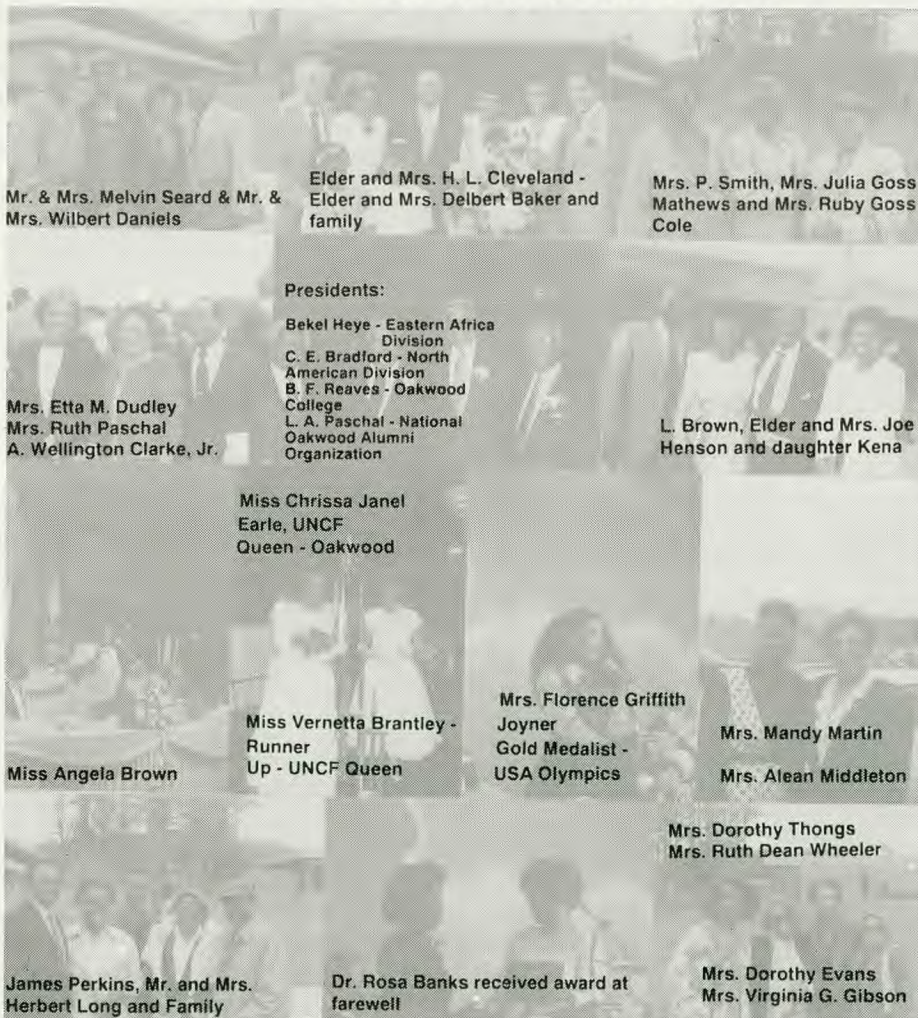 Mr. & Mrs. Melvin Seard & Mr. &
Mrs. Wilbert Daniels
Elder and Mrs. H. L. Cleveland -
Elder and Mrs. Delbert Baker and
family
Mrs. P. Smith, Mrs. Julia Goss
Mathews and Mrs. Ruby Goss
Cole
Mrs. Etta M. Dudley
Mrs. Ruth Paschal
A. Wellington Clarke, Jr.
Presidents:
Bekel Heye - Eastern Africa
Division
C. E. Bradford - North
American Division
B. F. Reaves - Oakwood
College
L. A. Paschal - National
Oakwood Alumni
Organization
L. Brown, Elder and Mrs. Joe
Henson and daughter Kena
Miss Angela Brown
Miss Chrissa Janel
Earle, UNCF
Queen - Oakwood
Miss Vernetta Brantley -
Runner
Up - UNCF Queen
Mrs. Florence Griffith
Joyner
Gold Medalist -
USA Olympics
Mrs. Mandy Martin
Mrs. Alean Middleton
James Perkins, Mr. and Mrs.
Herbert Long and Family
Dr. Rosa Banks received award at
farewell
Mrs. Dorothy Thongs
Mrs. Ruth Dean Wheeler
Mrs. Dorothy Evans
Mrs. Virginia G. Gibson